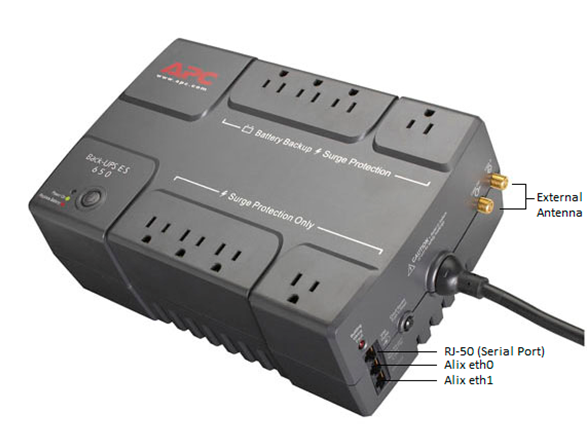 APC
www.apc.com
Battery Backup Surge Protection
Back-UPS ES
650
Surge Protection Only
CAUTION
External
Antenna
RJ-50 (Serial Port)
Alix eth0
Alix eth1